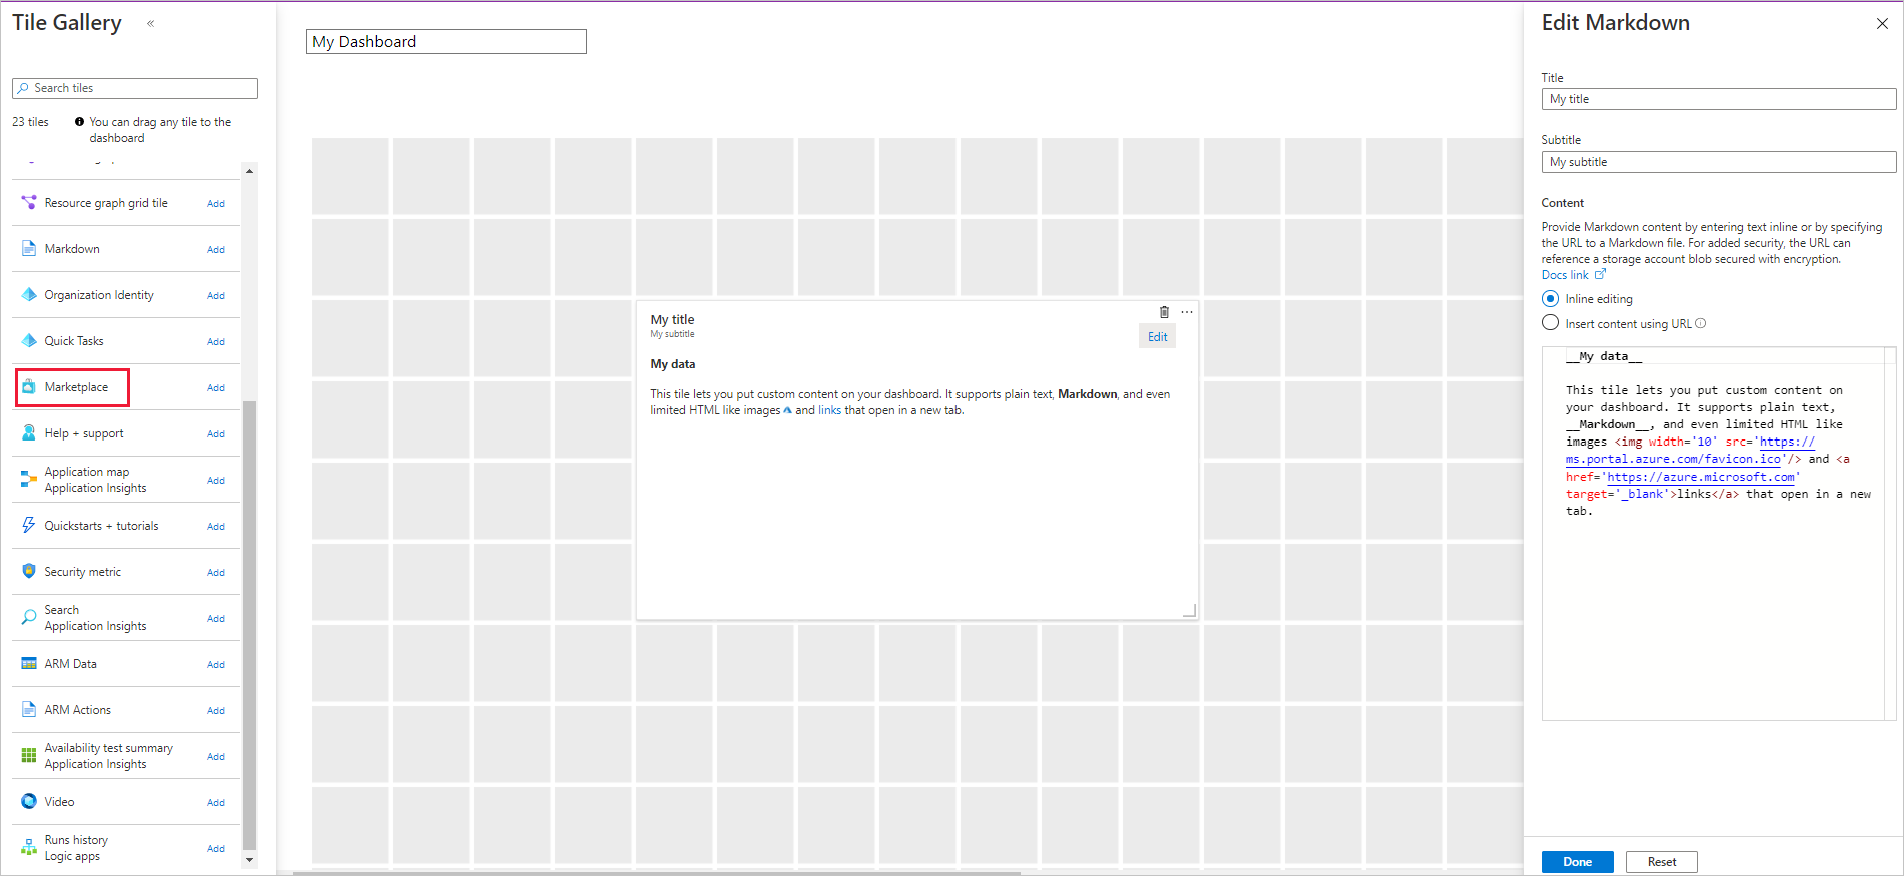 Tile Gallery «
Search tiles
23 tiles
You can drag any tile to the
dashboard
Resource graph grid tile Add
Markdown Add
Organization Identity Add
Quick Tasks Add
Marketplace Add
Help + support Add
Application map
Application Insights Add
Quickstarts + tutorials Add
Security metric Add
Search
Application Insights Add
ARM Data Add
ARM Actions Add
Availability test summary
Application Insights Add
Video Add
Runs history
Logic apps Add
My Dashboard
My title
My subtitle
Edit
My data
This tile lets you put custom content on your dashboard. It supports plain text, Markdown, and even
limited HTML like images and links that open in a new tab.
Edit Markdown
Title
My title
Subtitle
My subtitle
Content
Provide Markdown content by entering text inline or by specifying
the URL to a Markdown file. For added security, the URL can
reference a storage account blob secured with encryption.
Docs link
Inline editing
Insert content using URL
__My data__
This tile lets you put custom content on
your dashboard. It supports plain text,
__Markdown__, and even limited HTML like
images <img width='10' src='https://
ms.portal.azure.com/favicon.ico'/> and <a
href='https://azure.microsoft.com'
target='_blank'>links</a> that open in a new
tab.
Done Reset